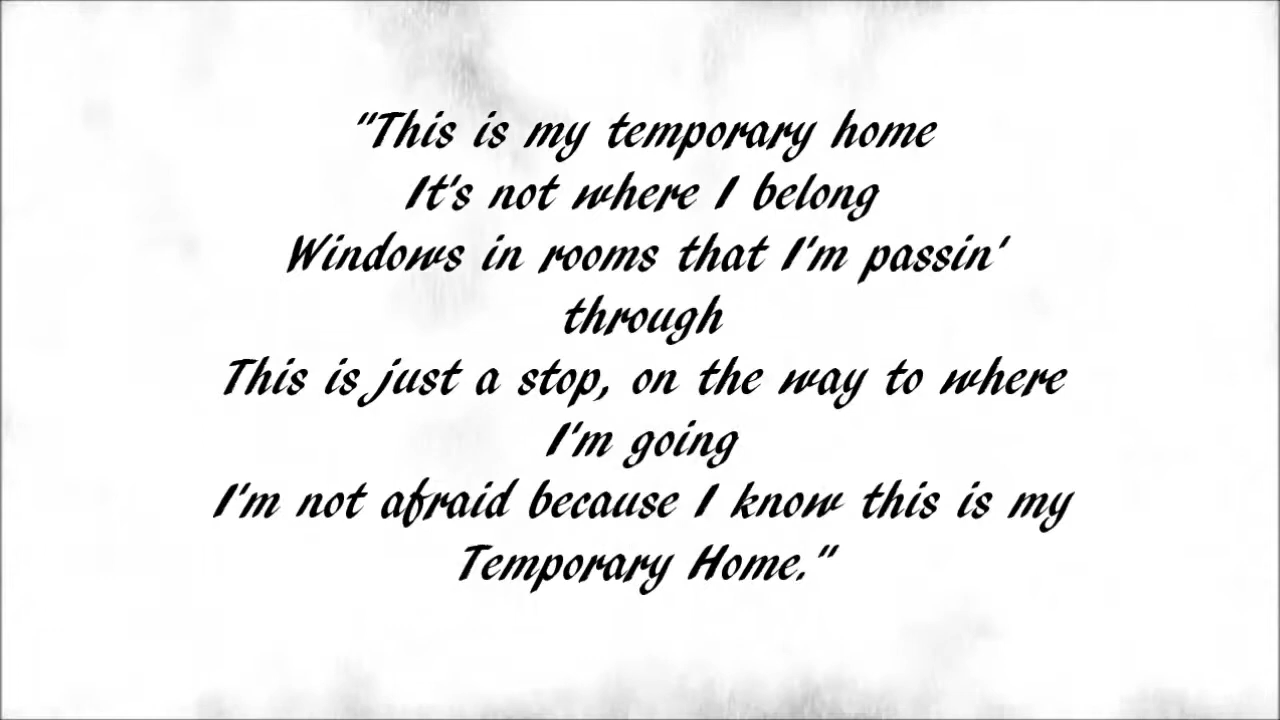 "This is my temporary home
It's not where I belong
Windows in rooms that I'm passin'
through
This is just a stop, on the way to where
I'm going
I'm not afraid because I know this is my
Temporary Home."